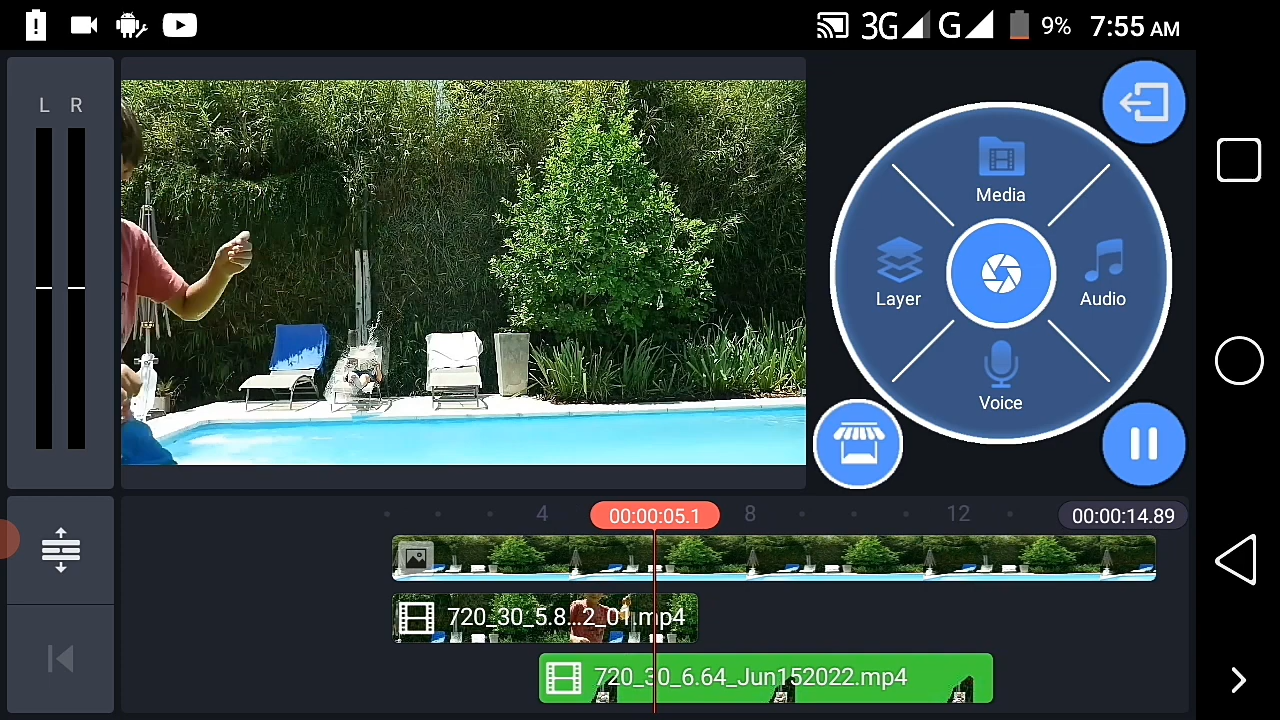 3G G 9% 7:55 AM
L R
Media
Layer
Audio
Voice
4 00:00:05.1 8 12 00:00:14.89
720_30_5.8...2_01.mp4
720_30_6.64_Jun152022.mp4